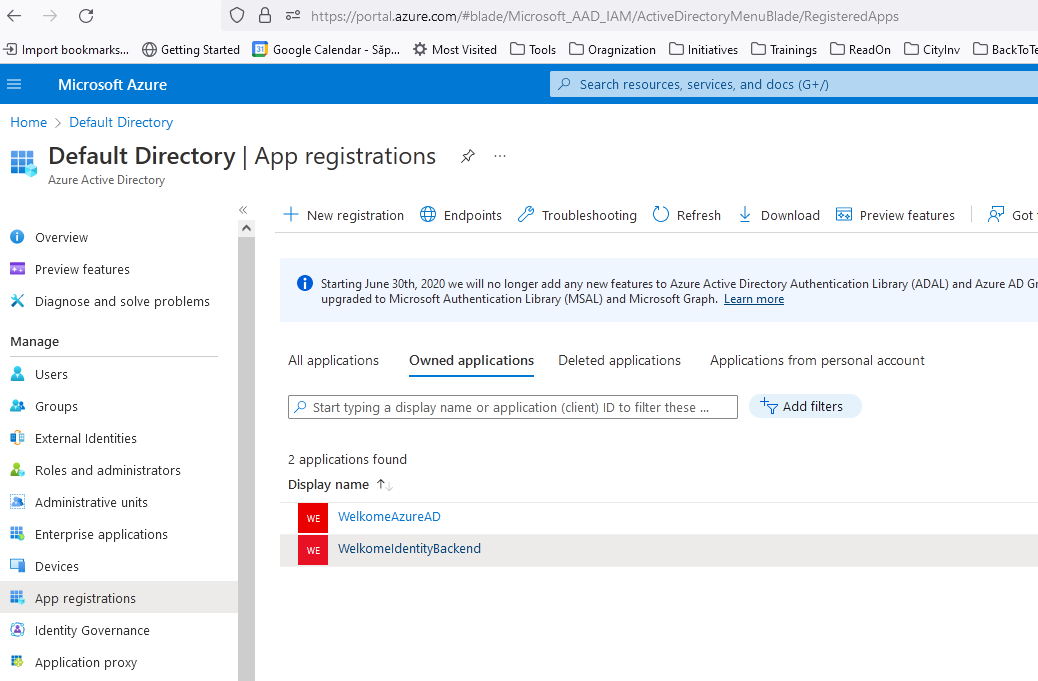 https://portal.azure.com/#blade/Microsoft_AAD_IAM/ActiveDirectoryMenuBlade/RegisteredApps
Import bookmarks... Getting Started 31 Google Calendar - Săp... Most Visited Tools Oragnization Initiatives Trainings ReadOn CityInv BackToTe
Microsoft Azure Search resources, services, and docs (G+/)
Home > Default Directory
Default Directory | App registrations ...
Azure Active Directory
«
New registration Endpoints Troubleshooting Refresh Download Preview features Got
Overview
Preview features
Diagnose and solve problems
Starting June 30th, 2020 we will no longer add any new features to Azure Active Directory Authentication Library (ADAL) and Azure AD Gr
upgraded to Microsoft Authentication Library (MSAL) and Microsoft Graph. Learn more
Manage
Users
Groups
External Identities
Roles and administrators
Administrative units
Enterprise applications
Devices
App registrations
Identity Governance
Application proxy
All applications Owned applications Deleted applications Applications from personal account
Start typing a display name or application (client) ID to filter these ... Add filters
2 applications found
Display name ↑↓
WE WelkomeAzureAD
WE WelkomeIdentityBackend